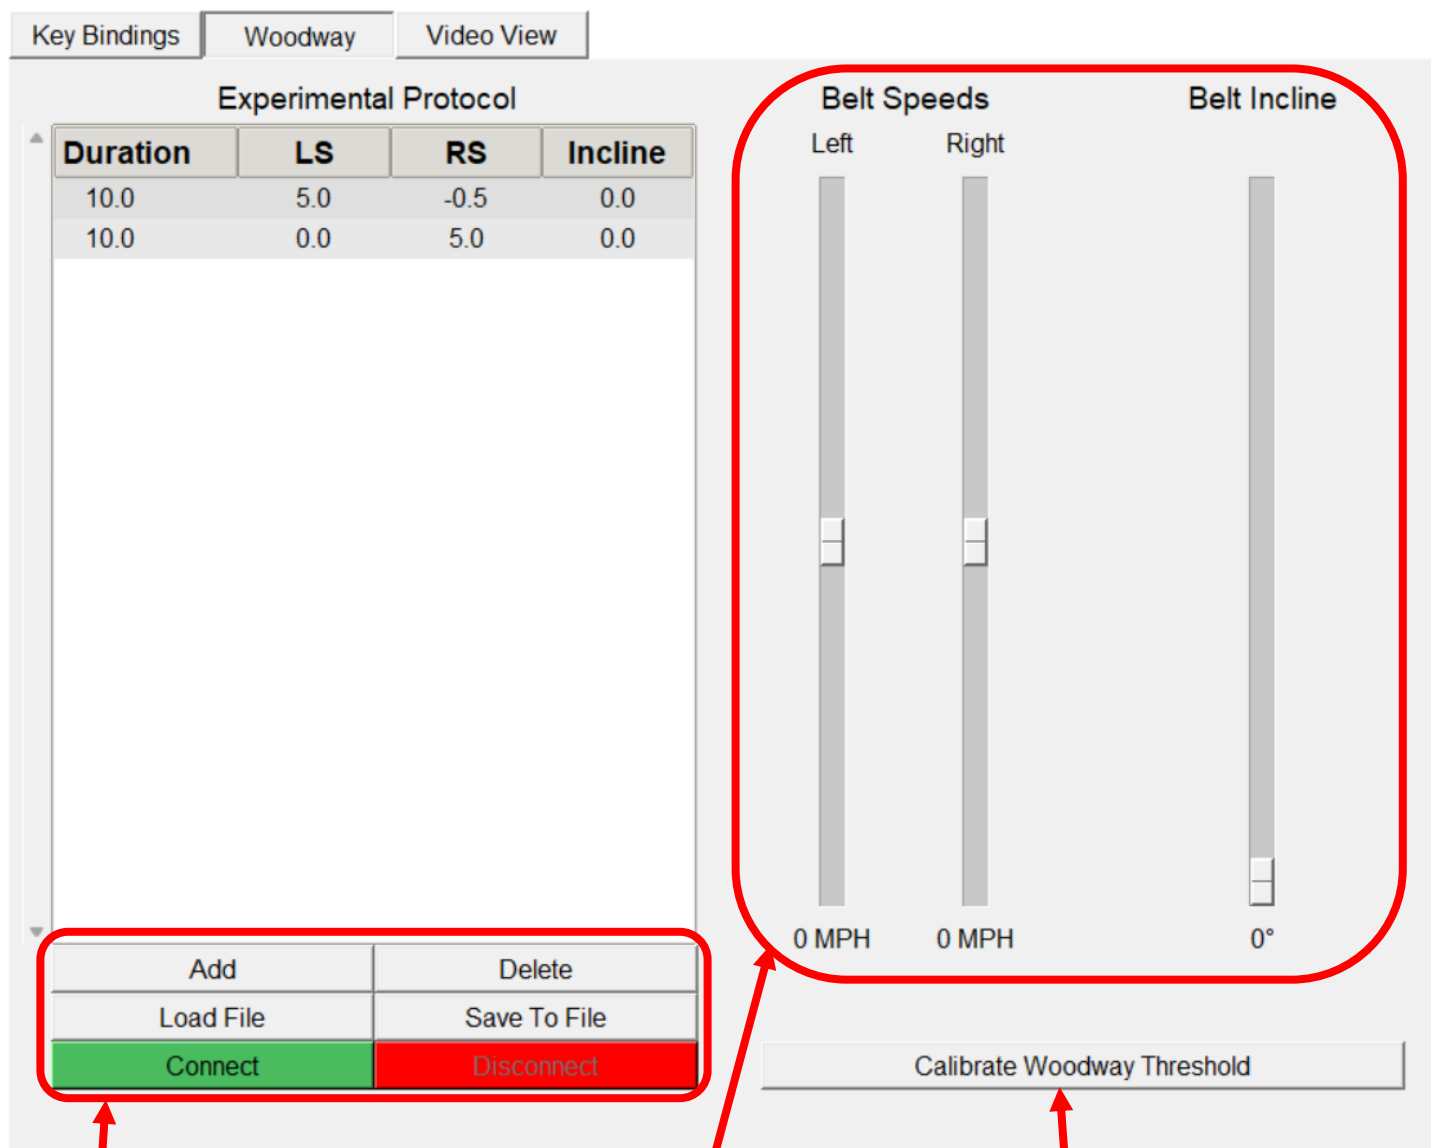 Key Bindings Woodway Video View
Experimental Protocol
Duration LS RS Incline
10.0 5.0 -0.5 0.0
10.0 0.0 5.0 0.0
Add Delete
Load File Save To File
Connect Disconnect
Belt Speeds Belt Incline
Left Right
0 MPH 0 MPH 0°
Calibrate Woodway Threshold